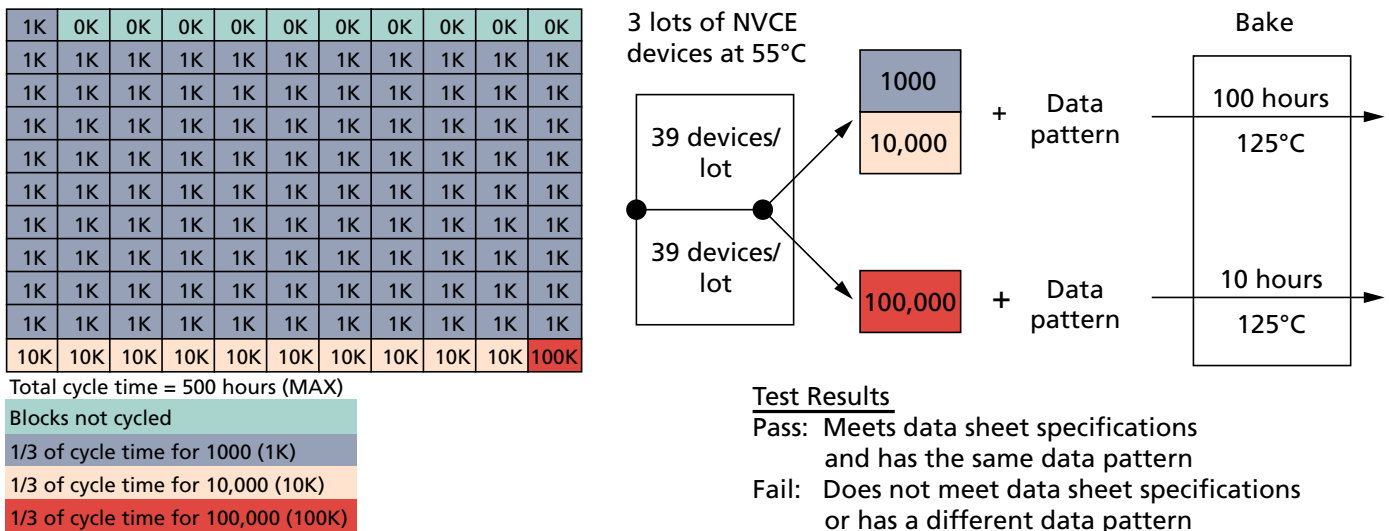 1K 0K 0K 0K 0K 0K 0K 0K 0K 0K 0K
1K 1K 1K 1K 1K 1K 1K 1K 1K 1K 1K
1K 1K 1K 1K 1K 1K 1K 1K 1K 1K 1K
1K 1K 1K 1K 1K 1K 1K 1K 1K 1K 1K
1K 1K 1K 1K 1K 1K 1K 1K 1K 1K 1K
1K 1K 1K 1K 1K 1K 1K 1K 1K 1K 1K
1K 1K 1K 1K 1K 1K 1K 1K 1K 1K 1K
1K 1K 1K 1K 1K 1K 1K 1K 1K 1K 1K
1K 1K 1K 1K 1K 1K 1K 1K 1K 1K 1K
1K 1K 1K 1K 1K 1K 1K 1K 1K 1K 1K
10K 10K 10K 10K 10K 10K 10K 10K 10K 10K 100K
Total cycle time = 500 hours (MAX)
Blocks not cycled
1/3 of cycle time for 1000 (1K)
1/3 of cycle time for 10,000 (10K)
1/3 of cycle time for 100,000 (100K)
3 lots of NVCE
devices at 55°C
39 devices/
lot
39 devices/
lot
1000
10,000
+
Data
pattern
100,000
+
Data
pattern
Bake
100 hours
125°C
10 hours
125°C
Test Results
Pass: Meets data sheet specifications
and has the same data pattern
Fail: Does not meet data sheet specifications
or has a different data pattern